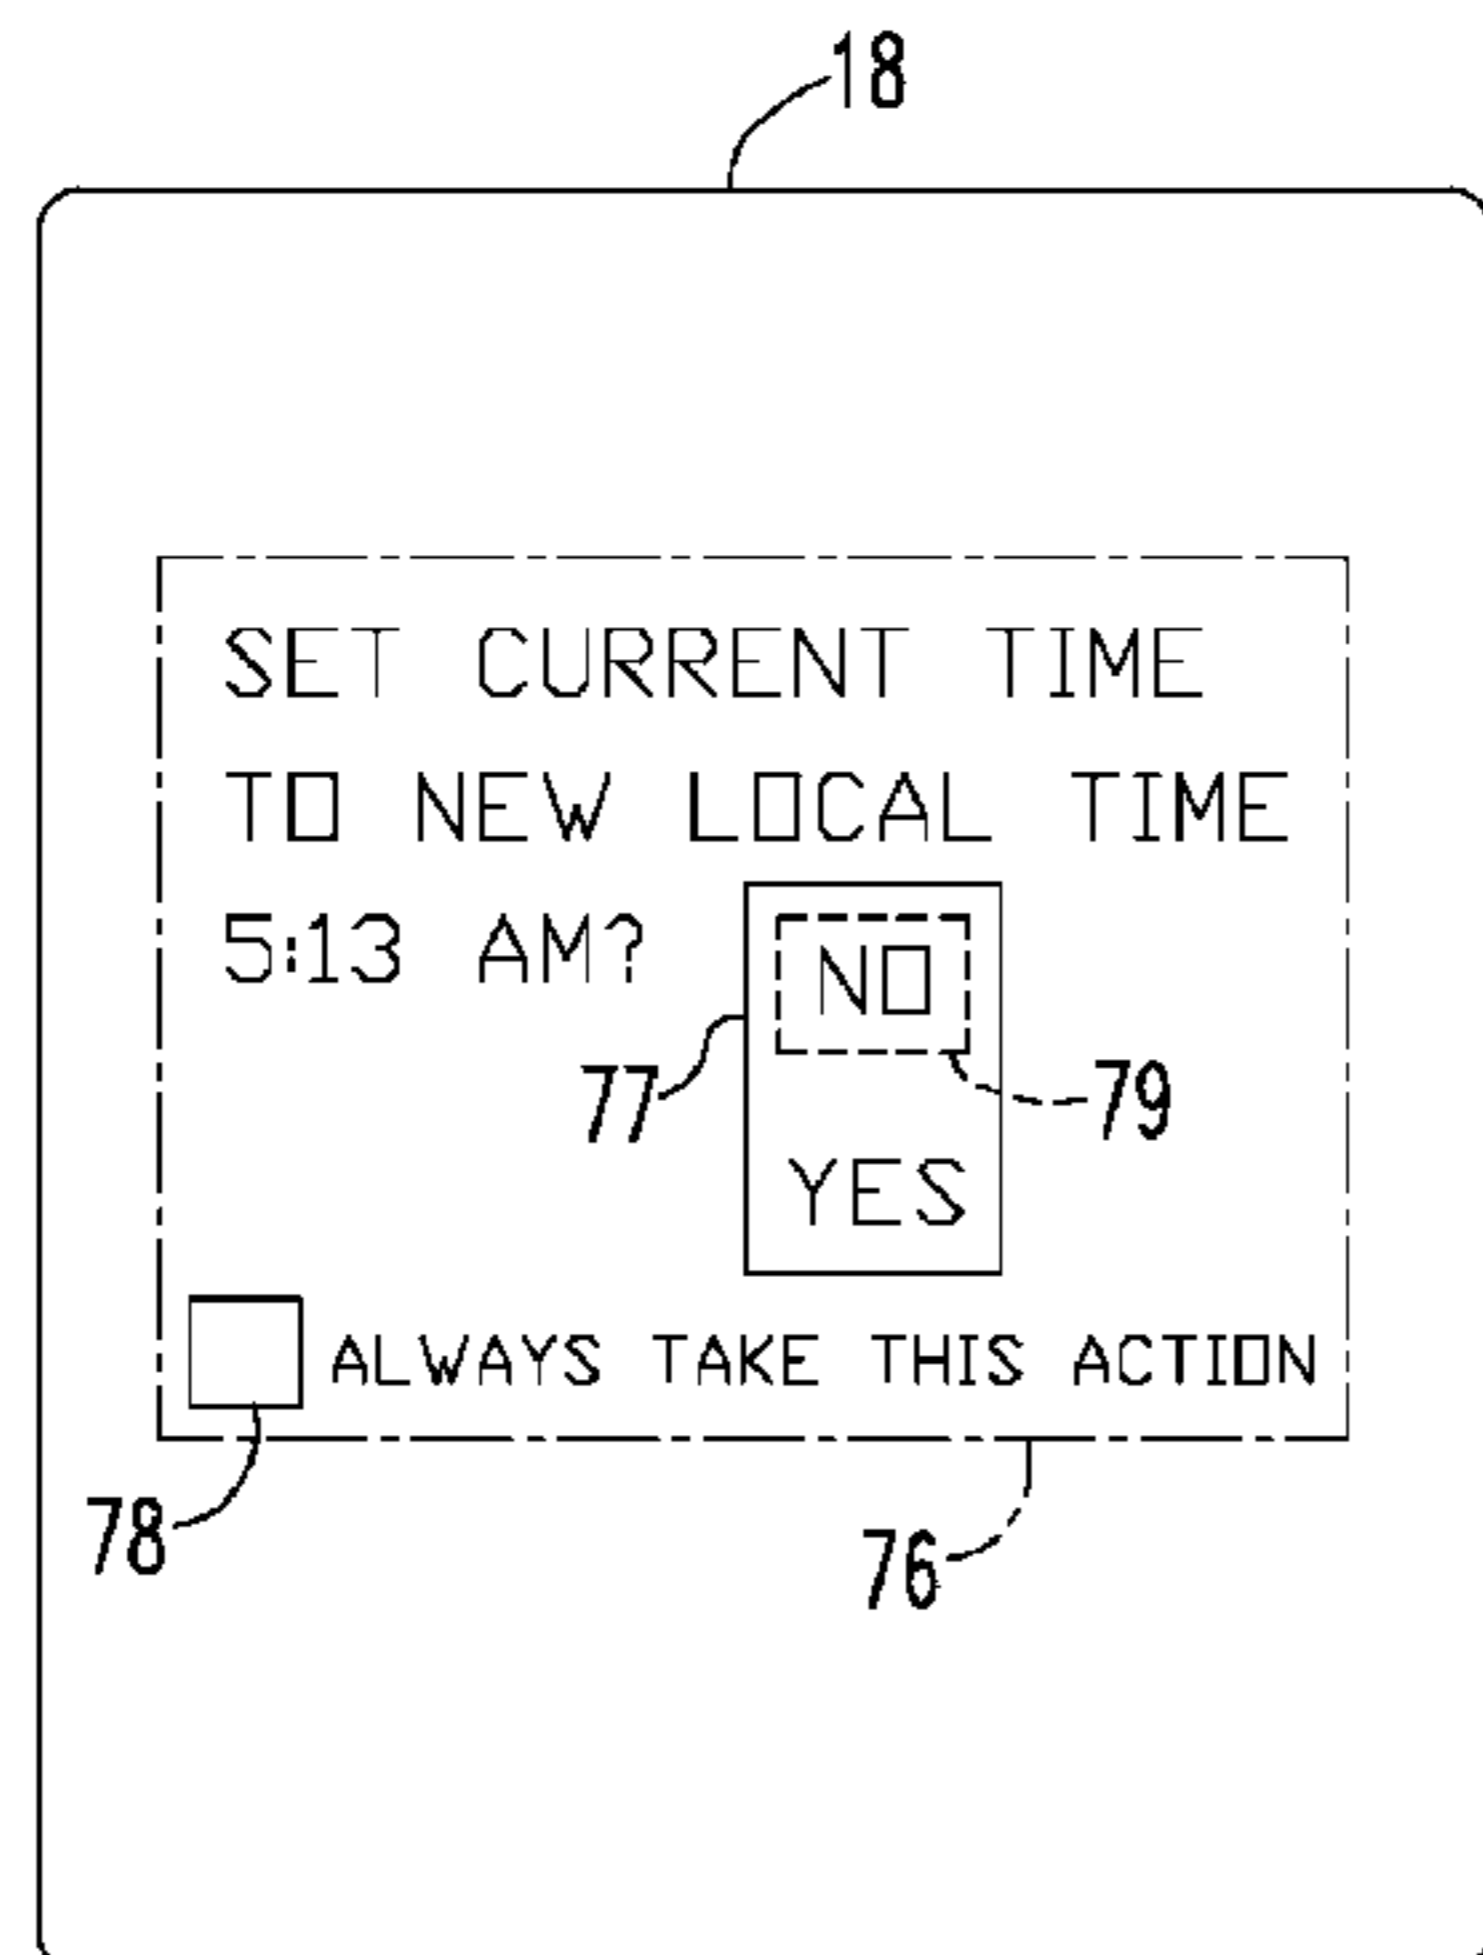 18
SET CURRENT TIME
TO NEW LOCAL TIME
5:13 AM?
NO
77
79
YES
ALWAYS TAKE THIS ACTION
78
76